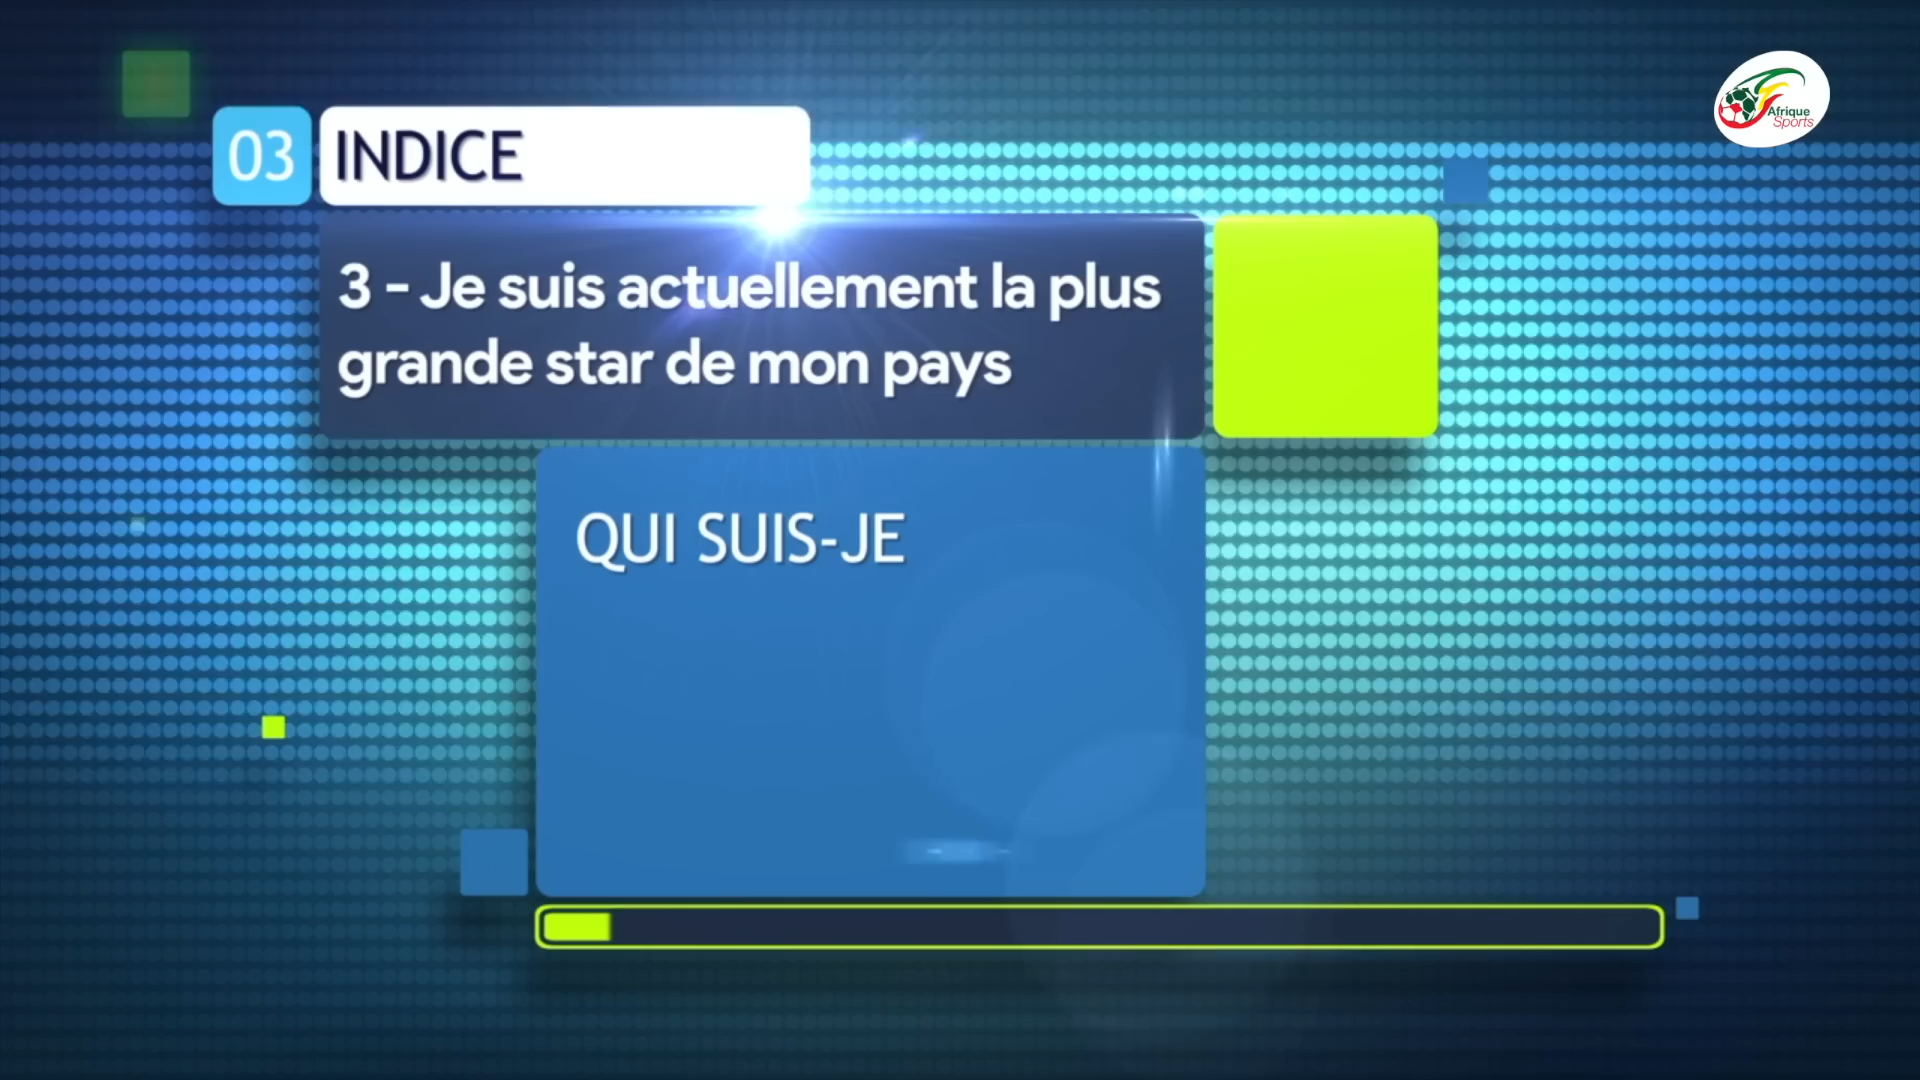 Afrique
Sports
03 INDICE
3 - Je suis actuellement la plus
grande star de mon pays
QUI SUIS-JE